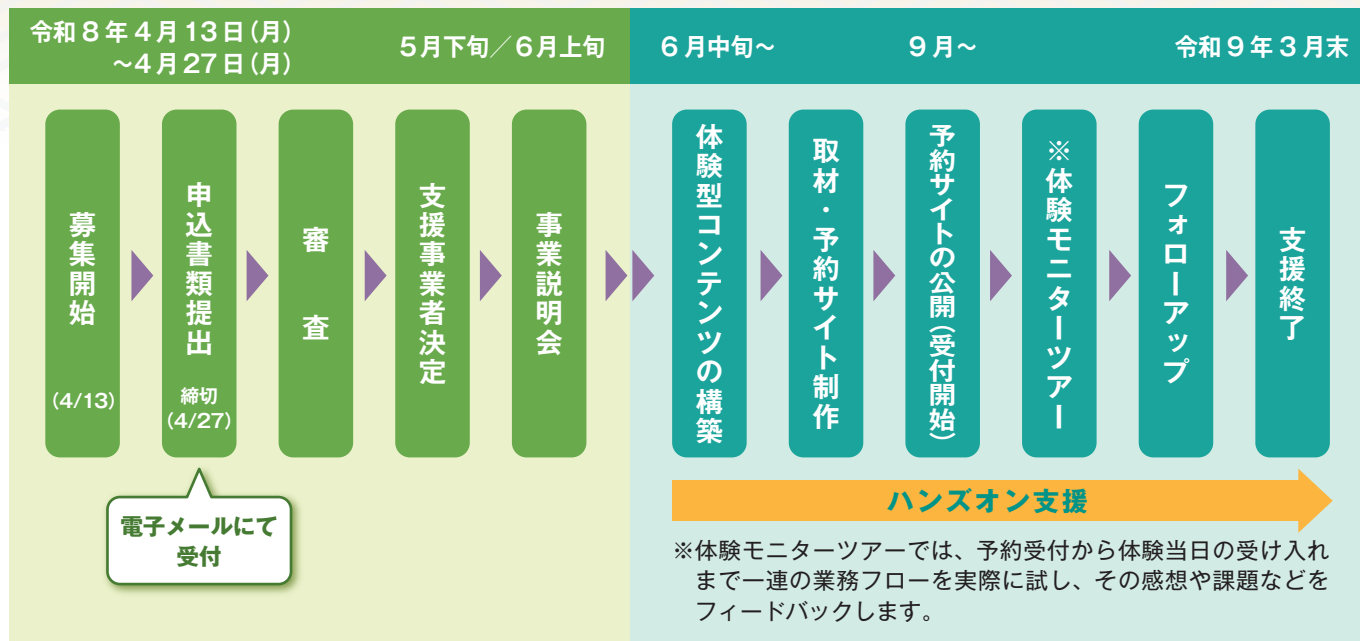 令和8年4月13日(月)
～4月27日(月)
5月下旬／6月上旬
6月中旬～
9月～
令和9年3月末
募集開始
(4/13)
申込書類提出
締切
(4/27)
審査
支援事業者決定
事業説明会
体験型コンテンツの構築
取材・予約サイト制作
予約サイトの公開(受付開始)
※体験モニターツアー
フォローアップ
支援終了
電子メールにて
受付
ハンズオン支援
※体験モニターツアーでは、予約受付から体験当日の受け入れ
まで一連の業務フローを実際に試し、その感想や課題などを
フィードバックします。